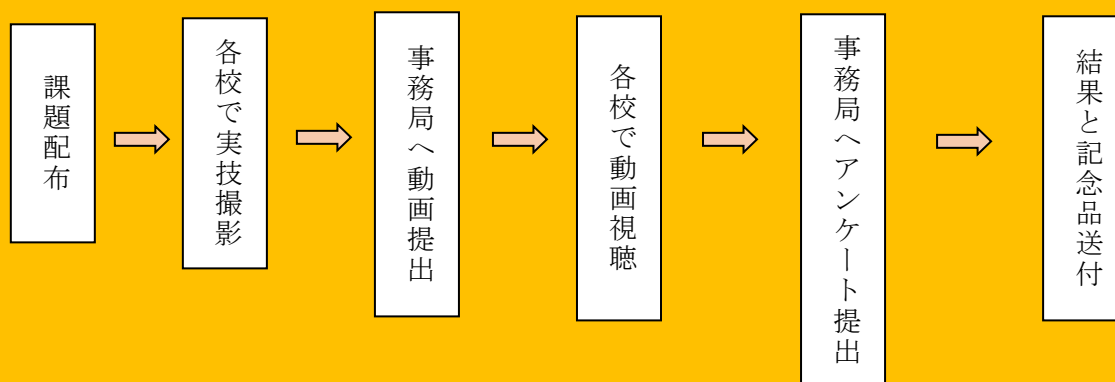 課題配布
各校で実技撮影
事務局へ動画提出
各校で動画視聴
事務局へアンケート提出
結果と記念品送付